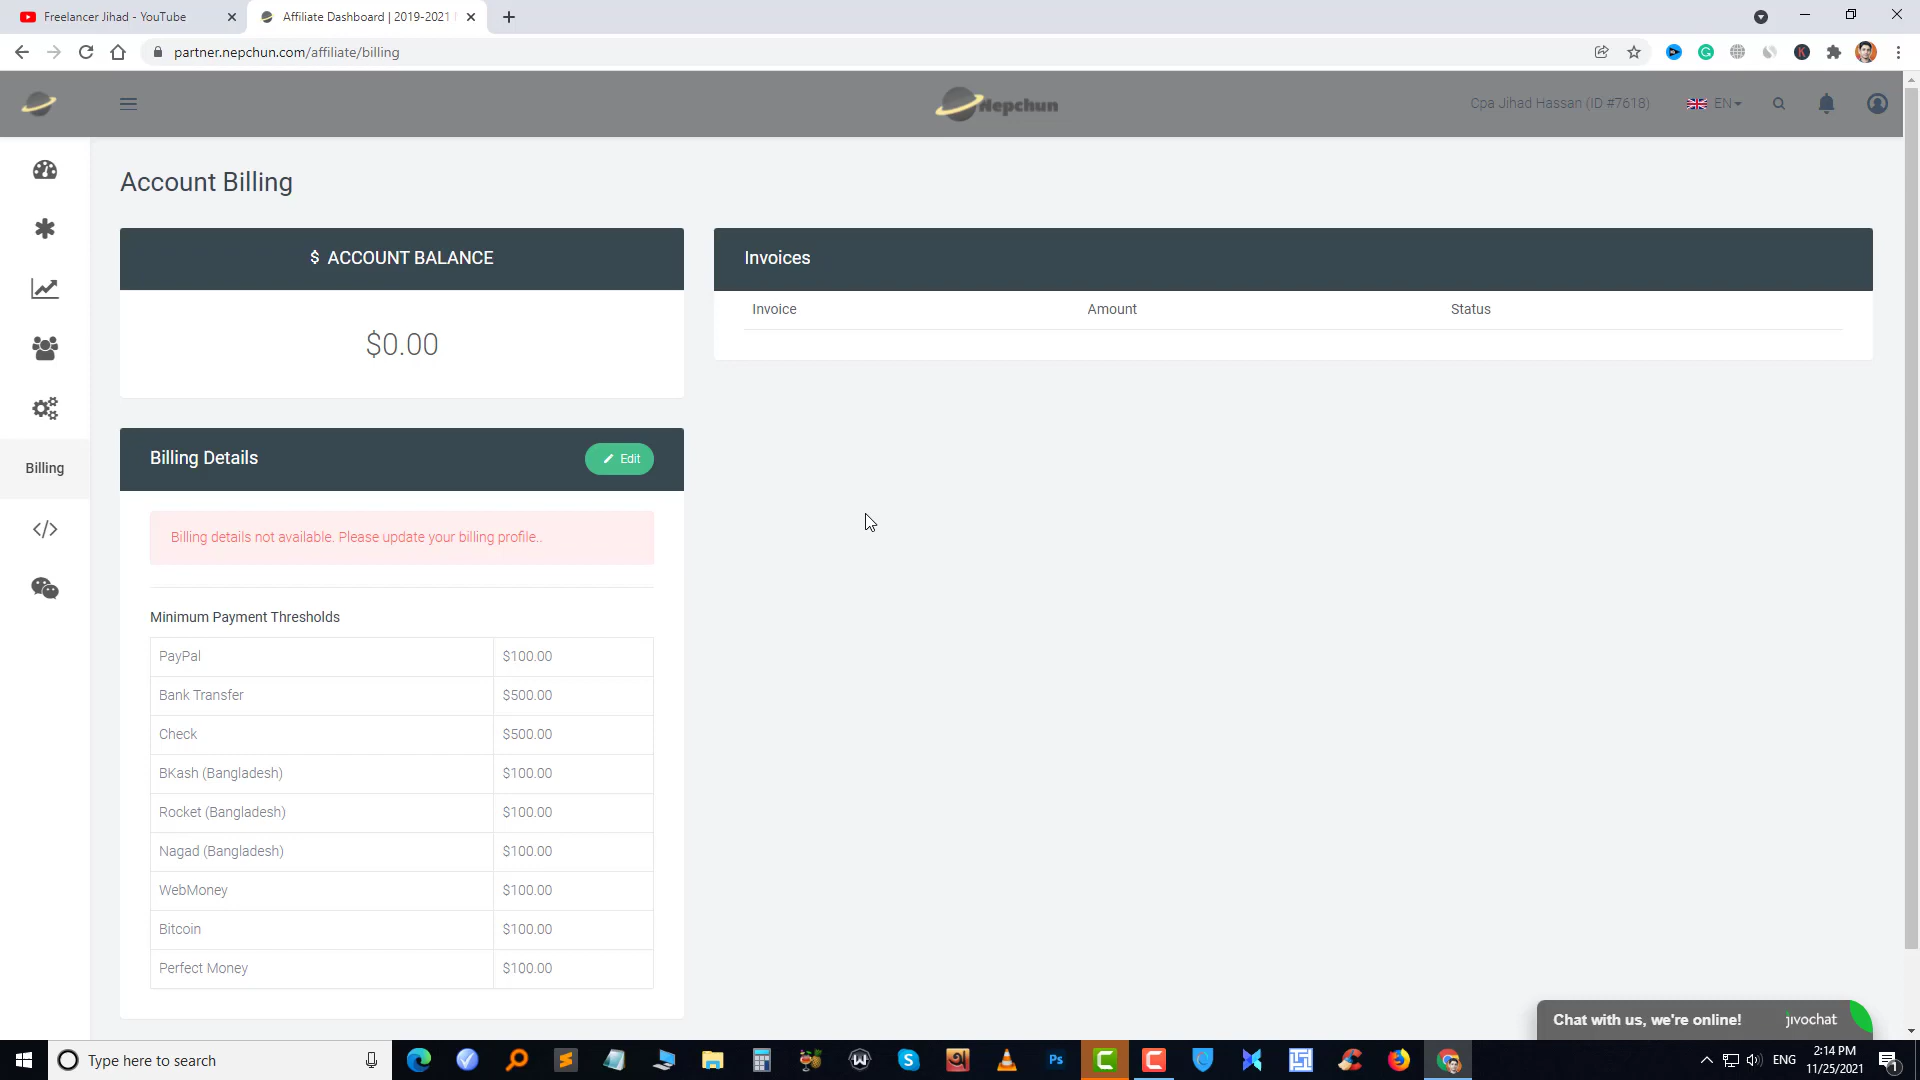 Freelancer Jihad - YouTube
Affiliate Dashboard | 2019-2021
partner.nepchun.com/affiliate/billing
Nepchun
Cpa Jihad Hassan (ID #7618)
EN
Account Billing
$ ACCOUNT BALANCE
$0.00
Invoices
Invoice Amount Status
Billing
Billing Details
Edit
Billing details not available. Please update your billing profile..
Minimum Payment Thresholds
PayPal $100.00
Bank Transfer $500.00
Check $500.00
BKash (Bangladesh) $100.00
Rocket (Bangladesh) $100.00
Nagad (Bangladesh) $100.00
WebMoney $100.00
Bitcoin $100.00
Perfect Money $100.00
Chat with us, we're online! jivochat
Type here to search
Ps
ENG
2:14 PM
11/25/2021
1